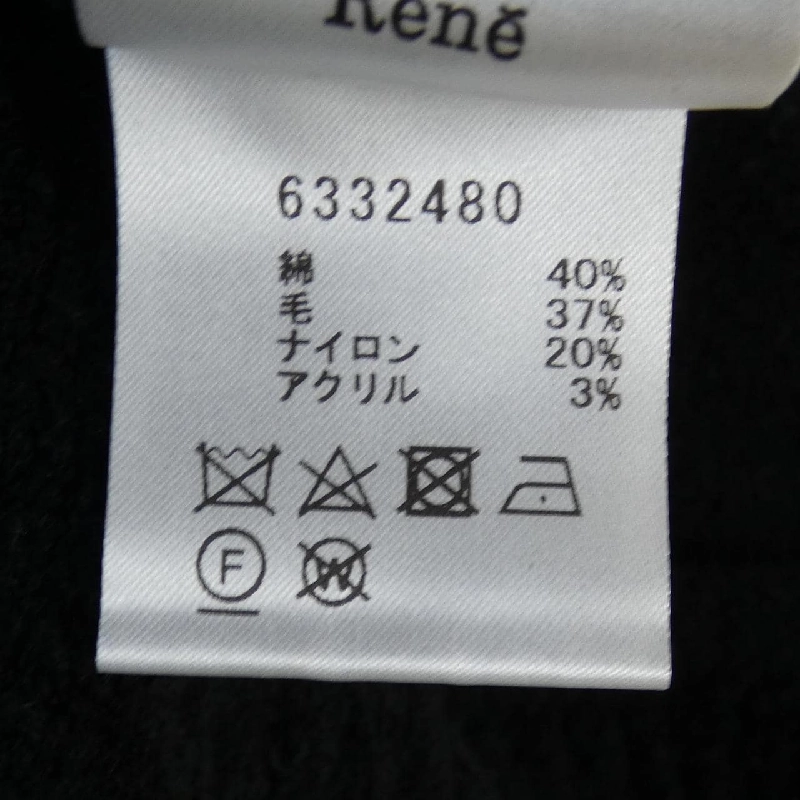 René
6332480
綿 40%
毛 37%
ナイロン 20%
アクリル 3%
F W